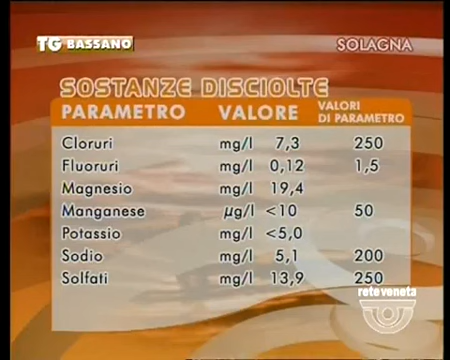 TG BASSANO
SOLAGNA
SOSTANZE DISCIOLTE
PARAMETRO VALORE VALORI DI PARAMETRO
Cloruri mg/l 7,3 250
Fluoruri mg/l 0,12 1,5
Magnesio mg/l 19,4
Manganese µg/l <10 50
Potassio mg/l <5,0
Sodio mg/l 5,1 200
Solfati mg/l 13,9 250
reteveneta